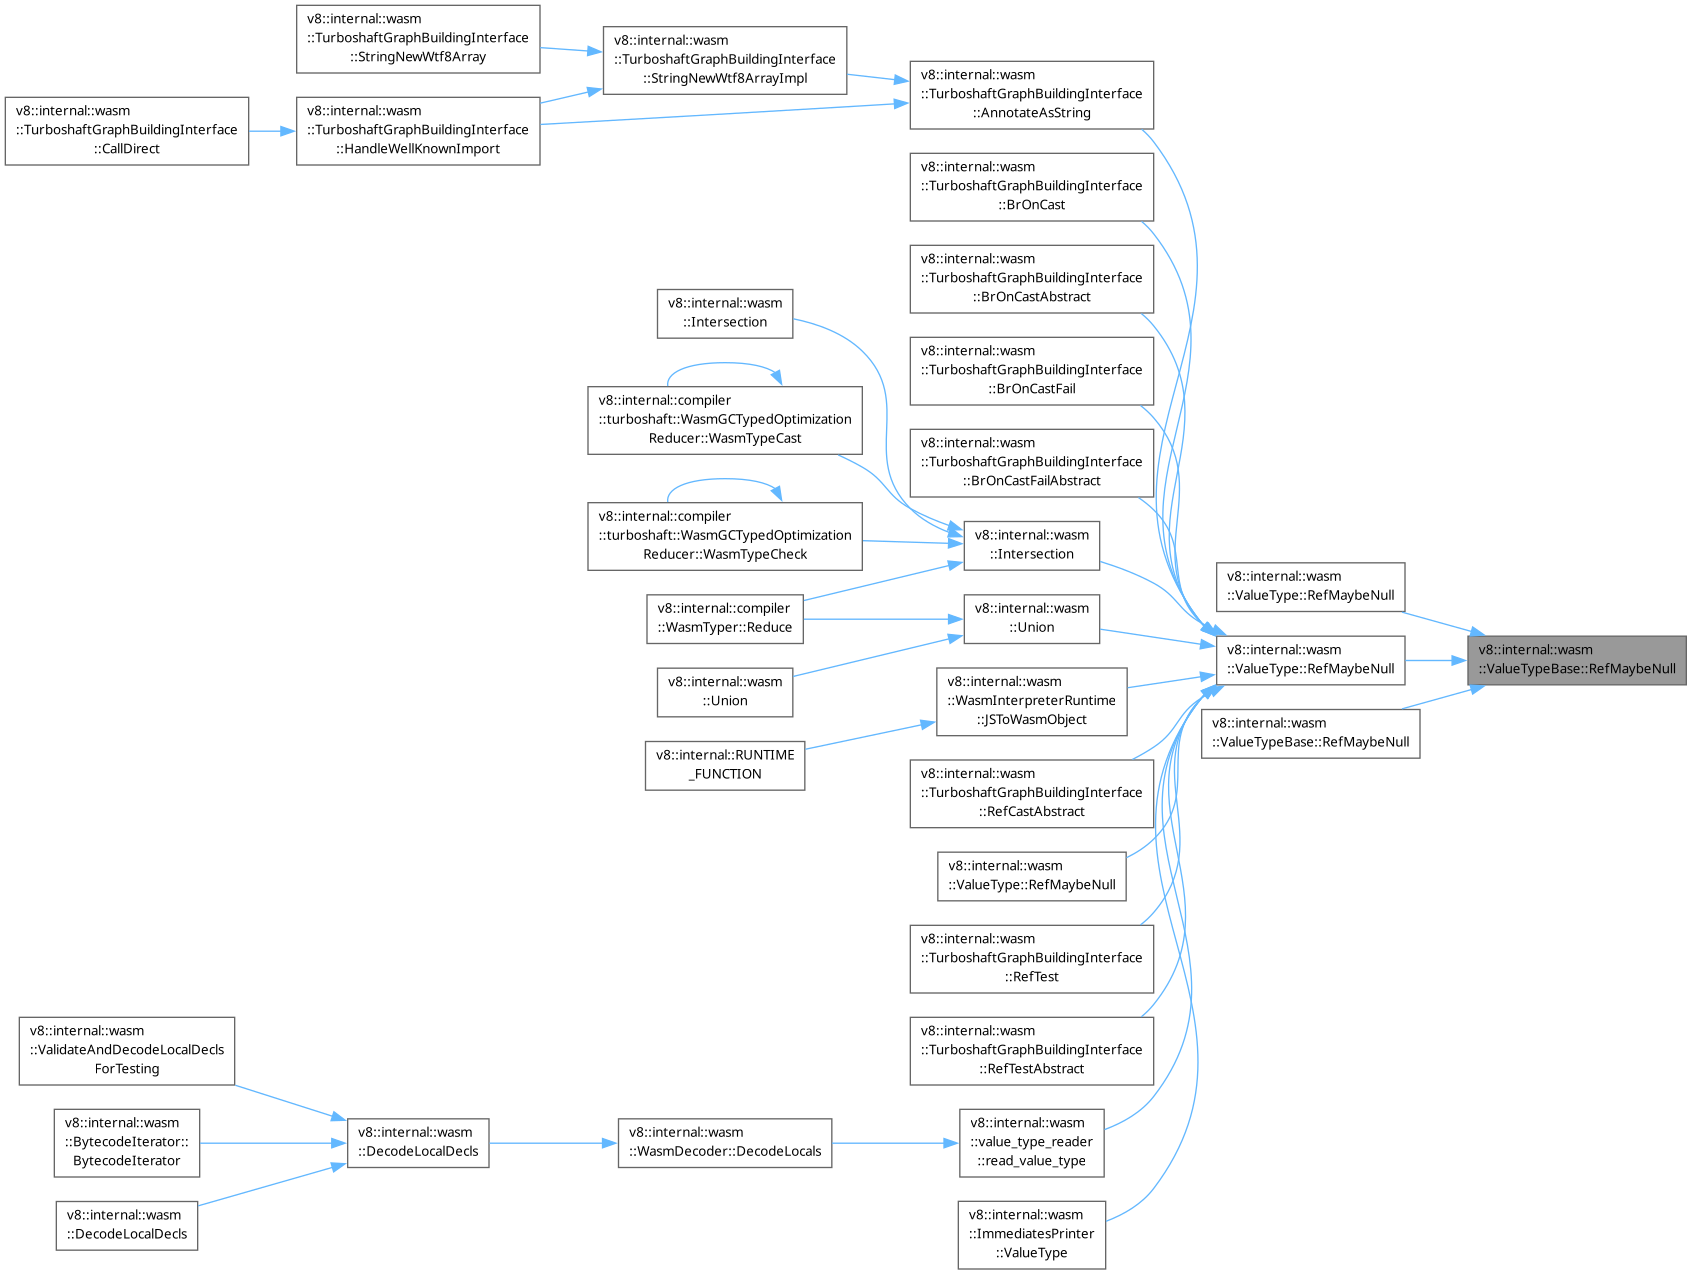 v8::internal::wasm
::TurboshaftGraphBuildingInterface
::StringNewWtf8Array
v8::internal::wasm
::TurboshaftGraphBuildingInterface
::StringNewWtf8ArrayImpl
v8::internal::wasm
::TurboshaftGraphBuildingInterface
::AnnotateAsString
v8::internal::wasm
::TurboshaftGraphBuildingInterface
::CallDirect
v8::internal::wasm
::TurboshaftGraphBuildingInterface
::HandleWellKnownImport
v8::internal::wasm
::TurboshaftGraphBuildingInterface
::BrOnCast
v8::internal::wasm
::TurboshaftGraphBuildingInterface
::BrOnCastAbstract
v8::internal::wasm
::Intersection
v8::internal::wasm
::TurboshaftGraphBuildingInterface
::BrOnCastFail
v8::internal::compiler
::turboshaft::WasmGCTypedOptimization
Reducer::WasmTypeCast
v8::internal::wasm
::TurboshaftGraphBuildingInterface
::BrOnCastFailAbstract
v8::internal::compiler
::turboshaft::WasmGCTypedOptimization
Reducer::WasmTypeCheck
v8::internal::wasm
::Intersection
v8::internal::wasm
::ValueType::RefMaybeNull
v8::internal::compiler
::WasmTyper::Reduce
v8::internal::wasm
::Union
v8::internal::wasm
::ValueType::RefMaybeNull
v8::internal::wasm
::ValueTypeBase::RefMaybeNull
v8::internal::wasm
::Union
v8::internal::wasm
::WasmInterpreterRuntime
::JSToWasmObject
v8::internal::wasm
::ValueTypeBase::RefMaybeNull
v8::internal::RUNTIME
_FUNCTION
v8::internal::wasm
::TurboshaftGraphBuildingInterface
::RefCastAbstract
v8::internal::wasm
::ValueType::RefMaybeNull
v8::internal::wasm
::TurboshaftGraphBuildingInterface
::RefTest
v8::internal::wasm
::TurboshaftGraphBuildingInterface
::RefTestAbstract
v8::internal::wasm
::ValidateAndDecodeLocalDecls
ForTesting
v8::internal::wasm
::BytecodeIterator::
BytecodeIterator
v8::internal::wasm
::DecodeLocalDecls
v8::internal::wasm
::WasmDecoder::DecodeLocals
v8::internal::wasm
::value_type_reader
::read_value_type
v8::internal::wasm
::DecodeLocalDecls
v8::internal::wasm
::ImmediatesPrinter
::ValueType